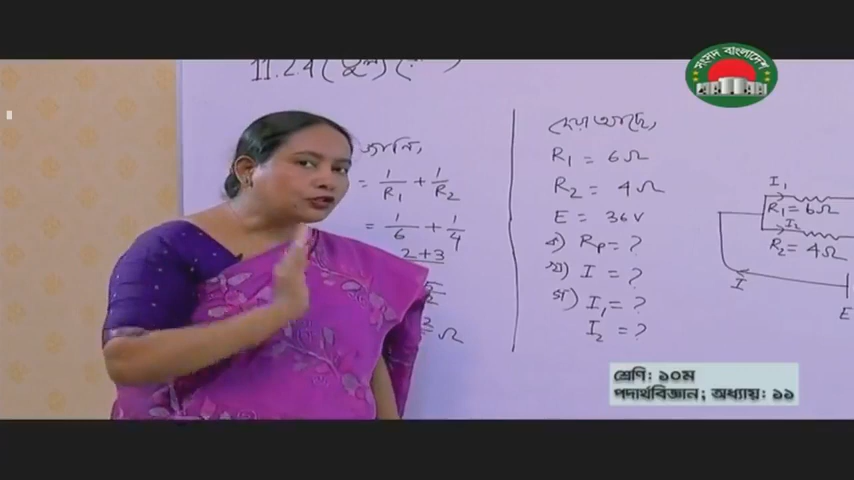 সংসদ বাংলাদেশ
11.24
জানি,
= 1/R₁ + 1/R₂
= 1/6 + 1/4
2+3
Ω
দেয়া আছে,
R₁ = 6Ω
R₂ = 4Ω
E = 36V
ক) Rₚ = ?
খ) I = ?
গ) I₁ = ?
I₂ = ?
I₁
R₁= 6Ω
I₂
R₂= 4Ω
I
E
শ্রেণি: ১০ম
পদার্থবিজ্ঞান; অধ্যায়: ১১